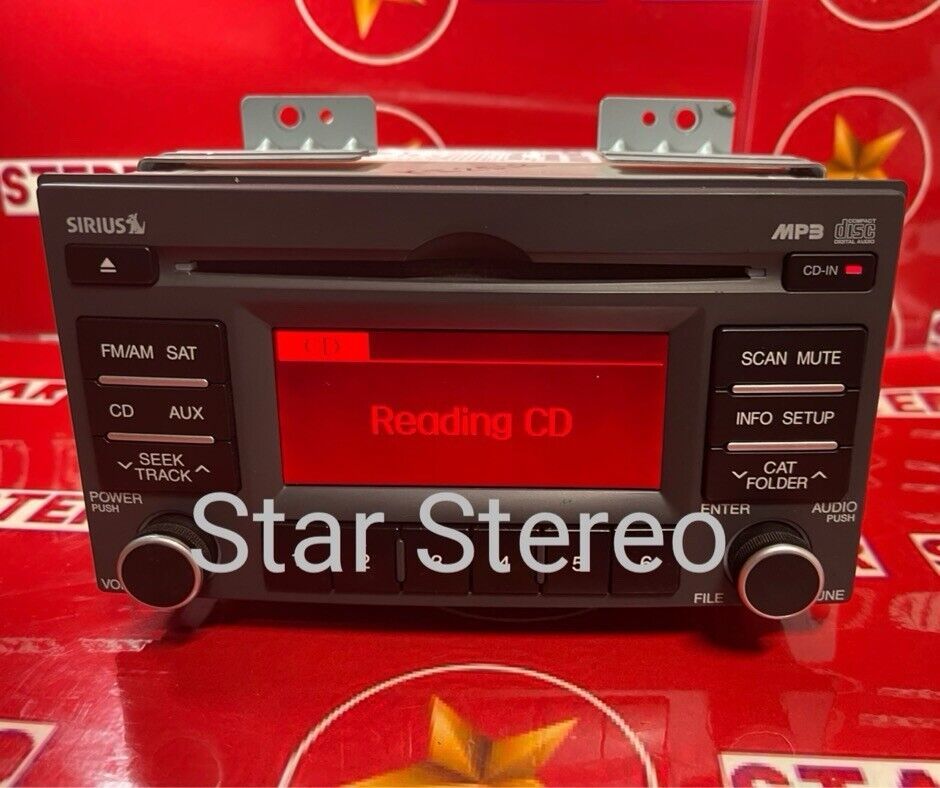 SIRIUS
MP3
COMPACT
disc
DIGITAL AUDIO
CD-IN
FM/AM SAT
CD AUX
SEEK
TRACK
POWER
PUSH
CD
Reading CD
SCAN MUTE
INFO SETUP
CAT
FOLDER
ENTER
AUDIO
PUSH
Star Stereo
2 3 4 5 6
FILE